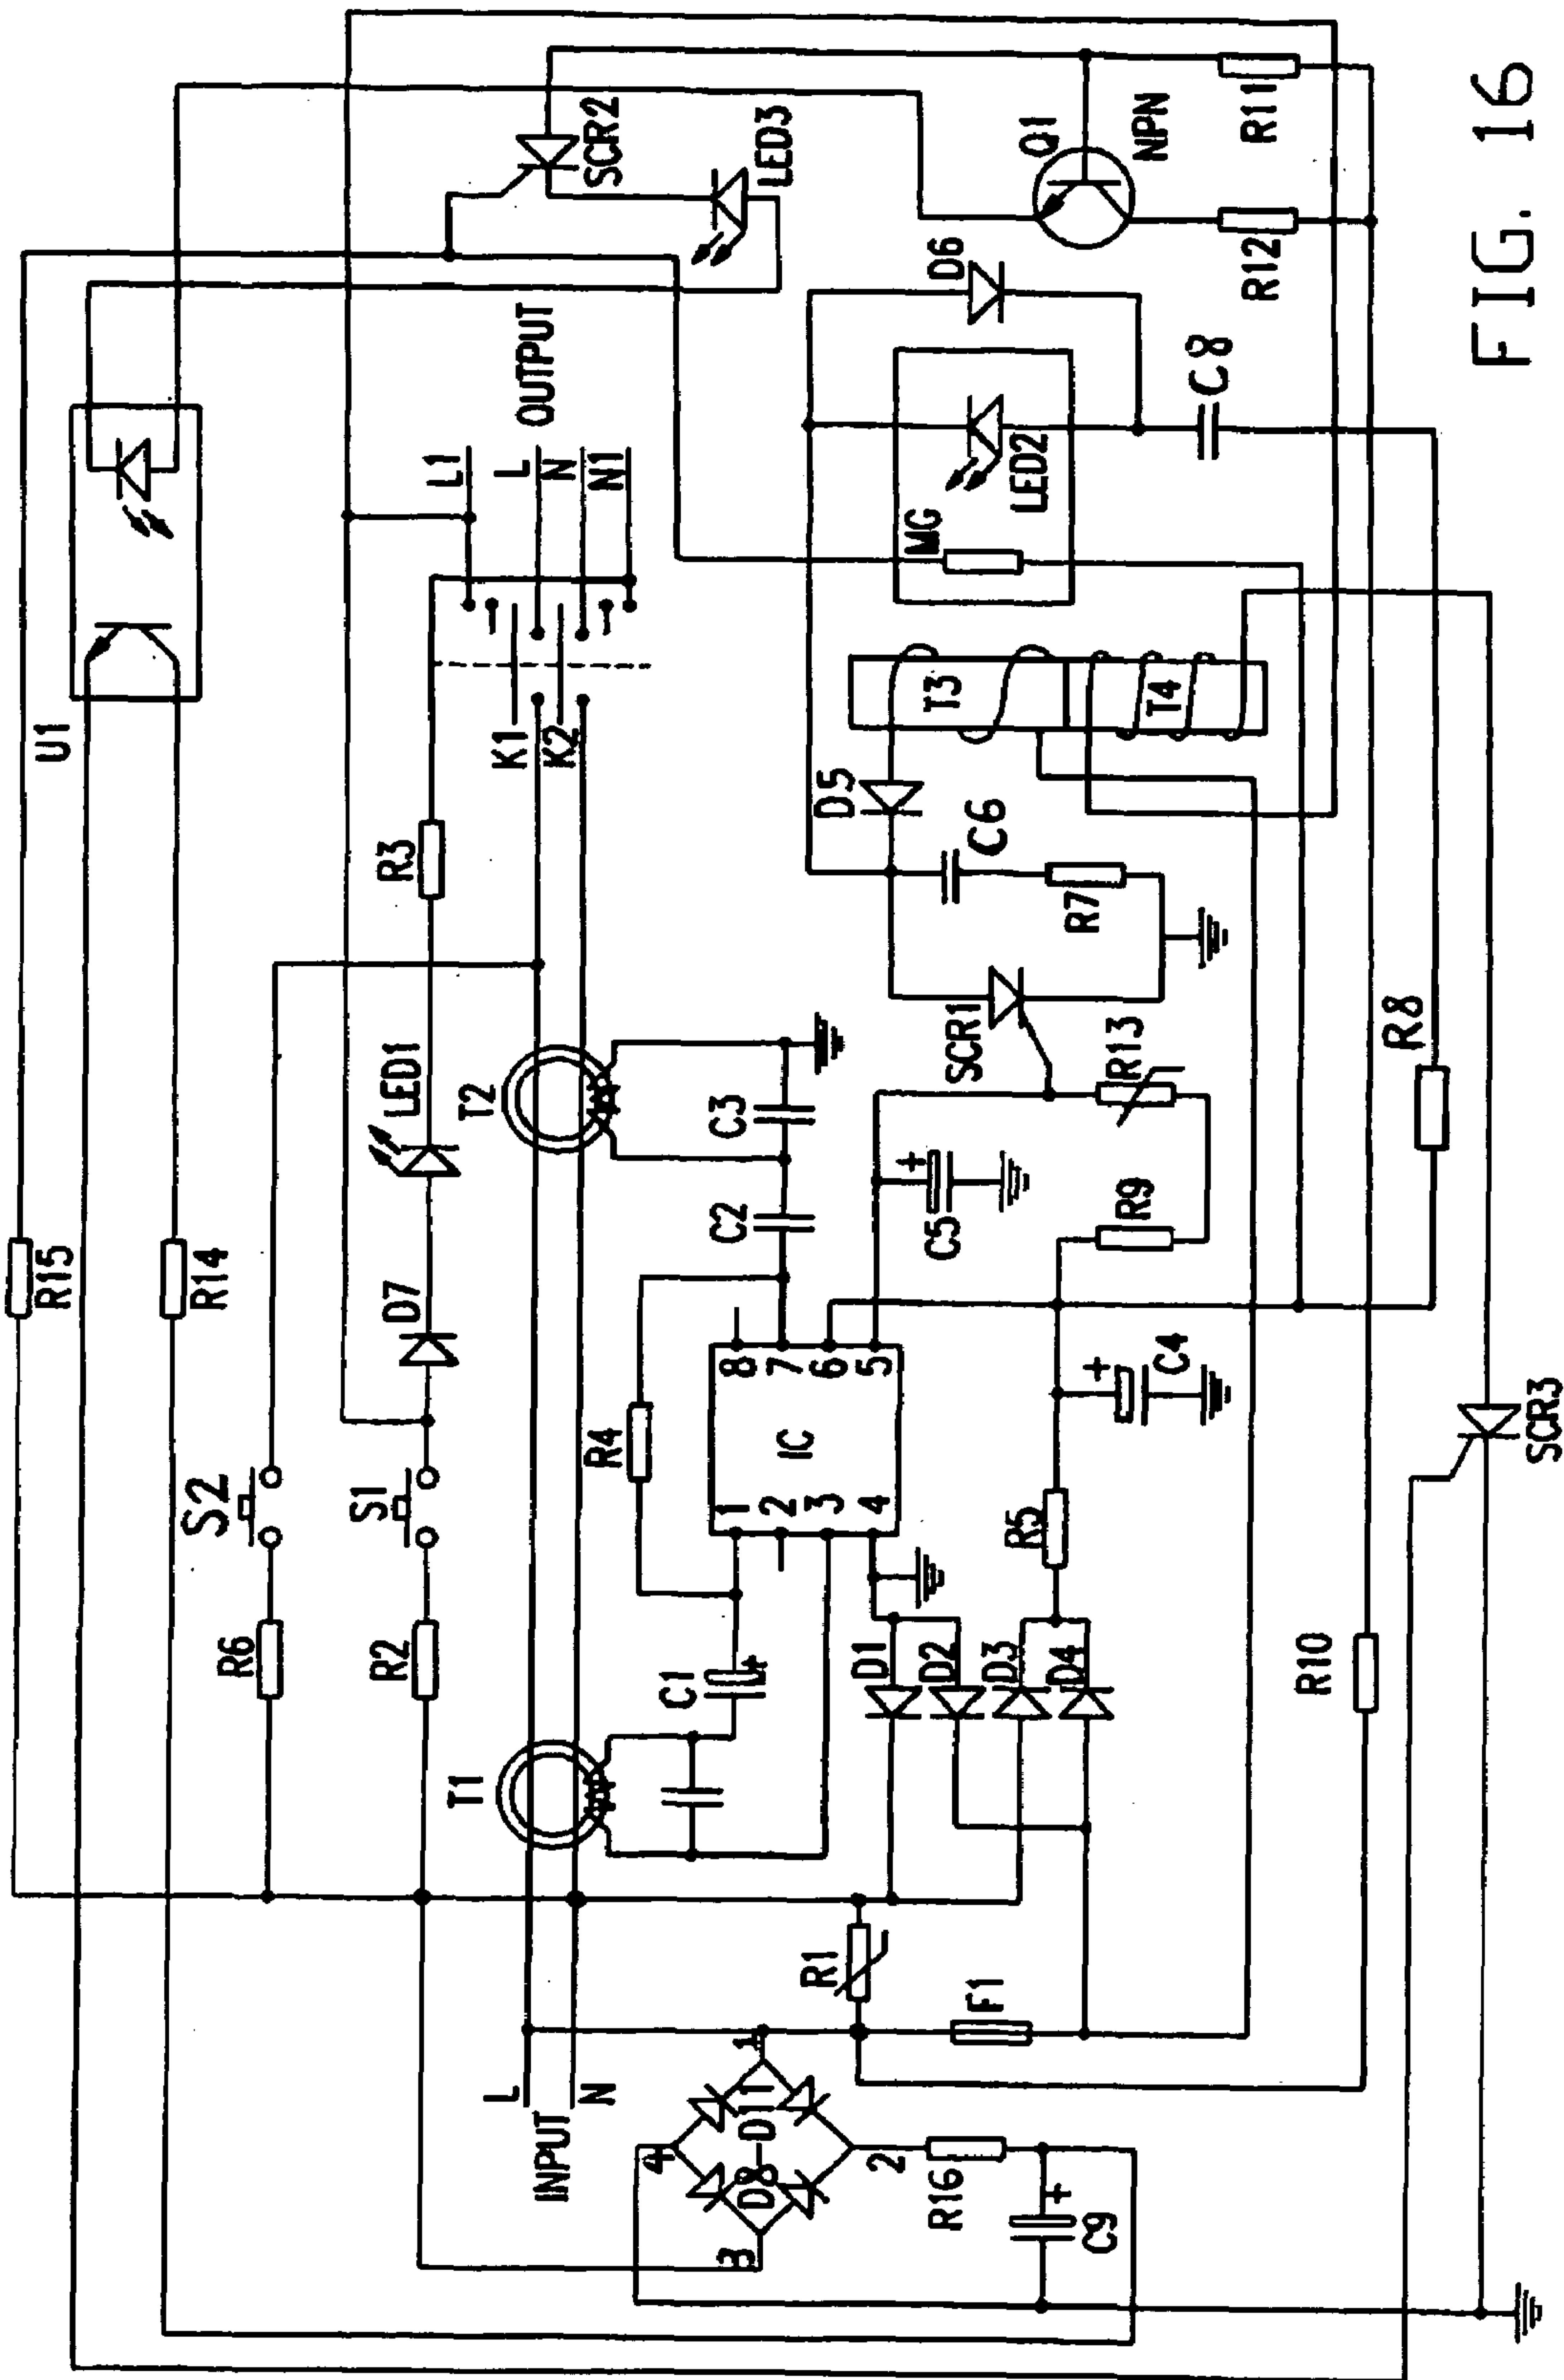 U1
R15
R14
S2
R6
LED1
R3
D7
S1
R2
L1
OUTPUT
L
N
N1
K1
K2
SCR2
LED3
T1
T2
INPUT
L
N
C1
R4
C2
C3
IC
1
2
3
4
8
7
6
5
D8-D11
1
2
3
4
R1
F1
D1
D2
D3
D4
R5
C4
C5
R9
R13
SCR1
R7
C6
D5
T3
T4
MG
LED2
D6
C8
Q1
NPN
R11
R12
R16
C9
R10
R8
SCR3
FIG. 16